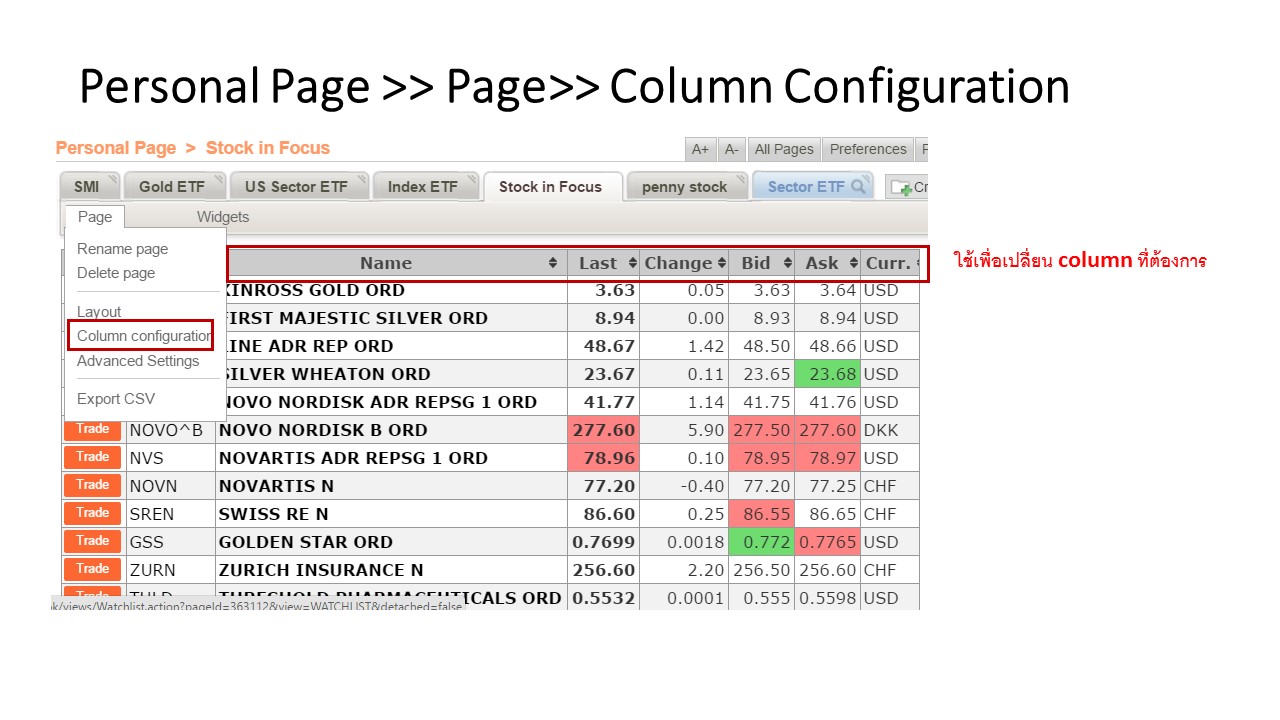 Personal Page >> Page>> Column Configuration
Personal Page > Stock in Focus
A+ A- All Pages Preferences
SMI Gold ETF US Sector ETF Index ETF Stock in Focus penny stock Sector ETF
Page Widgets
Rename page
Delete page
Layout
Column configuration
Advanced Settings
Export CSV
Name Last Change Bid Ask Curr.
ใช้เพื่อเปลี่ยน column ที่ต้องการ
KINROSS GOLD ORD 3.63 0.05 3.63 3.64 USD
FIRST MAJESTIC SILVER ORD 8.94 0.00 8.93 8.94 USD
LINE ADR REP ORD 48.67 1.42 48.50 48.66 USD
SILVER WHEATON ORD 23.67 0.11 23.65 23.68 USD
NOVO NORDISK ADR REPSG 1 ORD 41.77 1.14 41.75 41.76 USD
Trade NOVO^B NOVO NORDISK B ORD 277.60 5.90 277.50 277.60 DKK
Trade NVS NOVARTIS ADR REPSG 1 ORD 78.96 0.10 78.95 78.97 USD
Trade NOVN NOVARTIS N 77.20 -0.40 77.20 77.25 CHF
Trade SREN SWISS RE N 86.60 0.25 86.55 86.65 CHF
Trade GSS GOLDEN STAR ORD 0.7699 0.0018 0.772 0.7765 USD
Trade ZURN ZURICH INSURANCE N 256.60 2.20 256.50 256.60 CHF
Trade THLD THRESHOLD PHARMACEUTICALS ORD 0.5532 0.0001 0.555 0.5598 USD
k/views/Watchlist.action?pageId=363112&view=WATCHLIST&detached=false